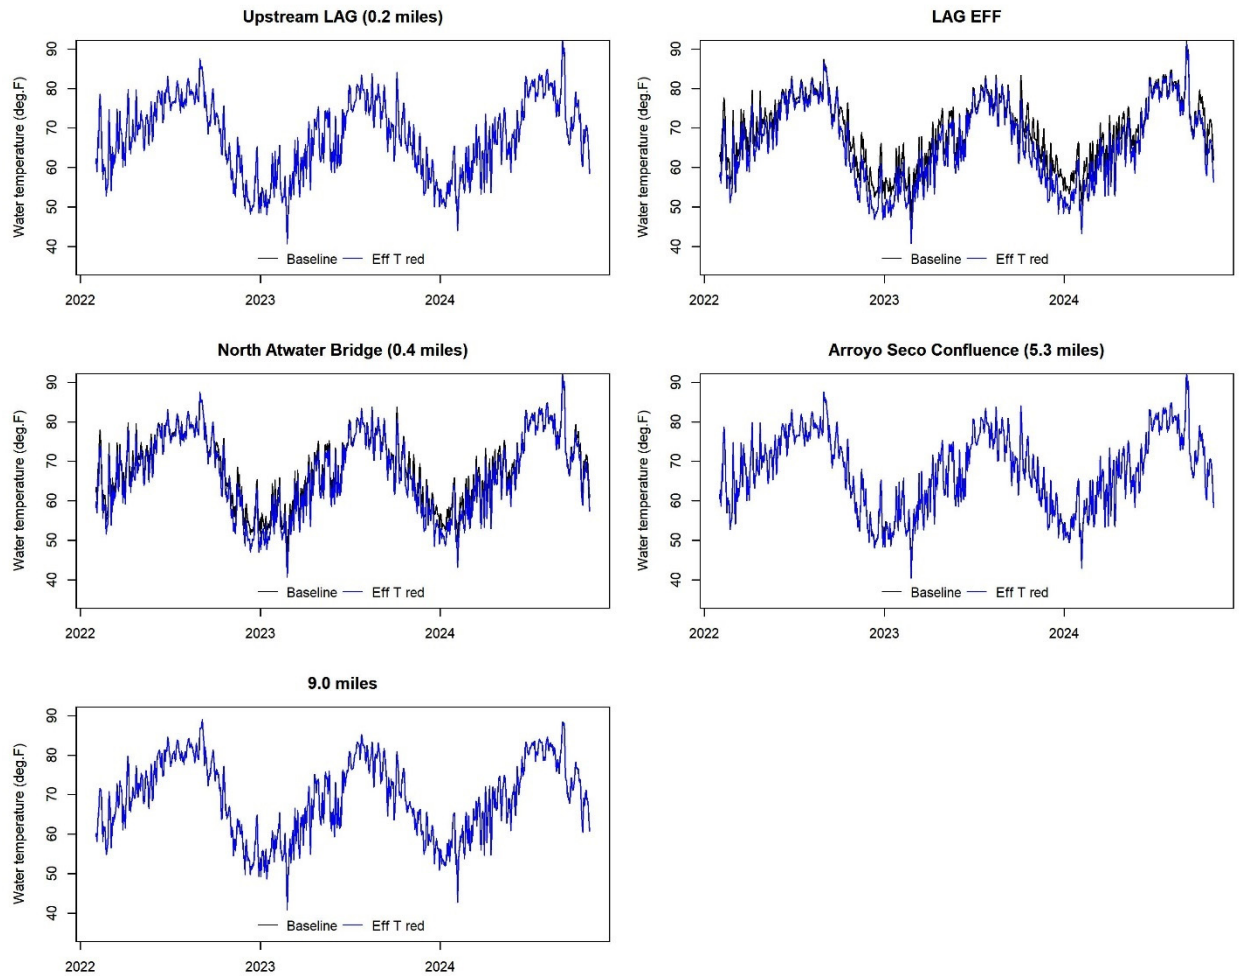 Upstream LAG (0.2 miles)
Water temperature (deg.F)
90
80
70
60
50
40
Baseline Eff T red
2022 2023 2024
LAG EFF
Water temperature (deg.F)
90
80
70
60
50
40
Baseline Eff T red
2022 2023 2024
North Atwater Bridge (0.4 miles)
Water temperature (deg.F)
90
80
70
60
50
40
Baseline Eff T red
2022 2023 2024
Arroyo Seco Confluence (5.3 miles)
Water temperature (deg.F)
90
80
70
60
50
40
Baseline Eff T red
2022 2023 2024
9.0 miles
Water temperature (deg.F)
90
80
70
60
50
40
Baseline Eff T red
2022 2023 2024